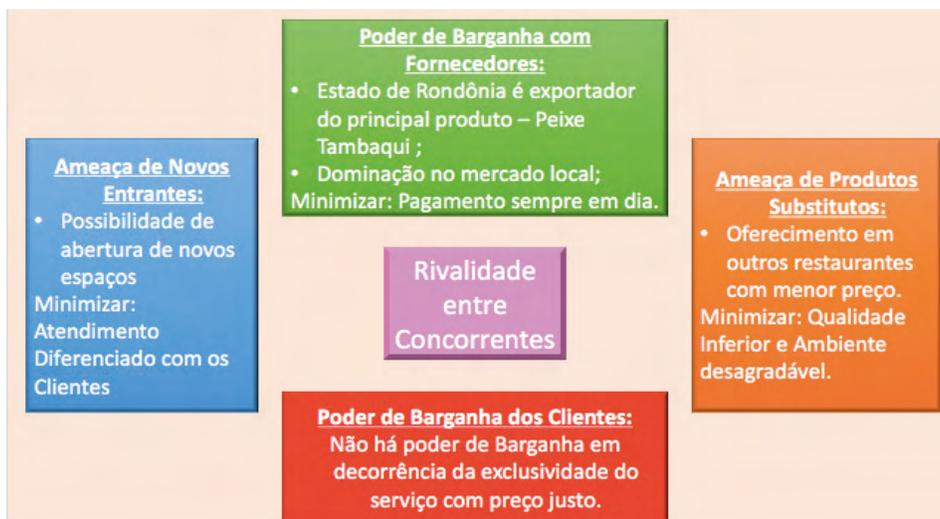 Poder de Barganha com
Fornecedores:
• Estado de Rondônia é exportador
do principal produto – Peixe
Tambaqui ;
• Dominação no mercado local;
Minimizar: Pagamento sempre em dia.
Ameaça de Novos
Entrantes:
• Possibilidade de
abertura de novos
espaços
Minimizar:
Atendimento
Diferenciado com os
Clientes
Rivalidade
entre
Concorrentes
Ameaça de Produtos
Substitutos:
• Oferecimento em
outros restaurantes
com menor preço.
Minimizar: Qualidade
Inferior e Ambiente
desagradável.
Poder de Barganha dos Clientes:
Não há poder de Barganha em
decorrência da exclusividade do
serviço com preço justo.